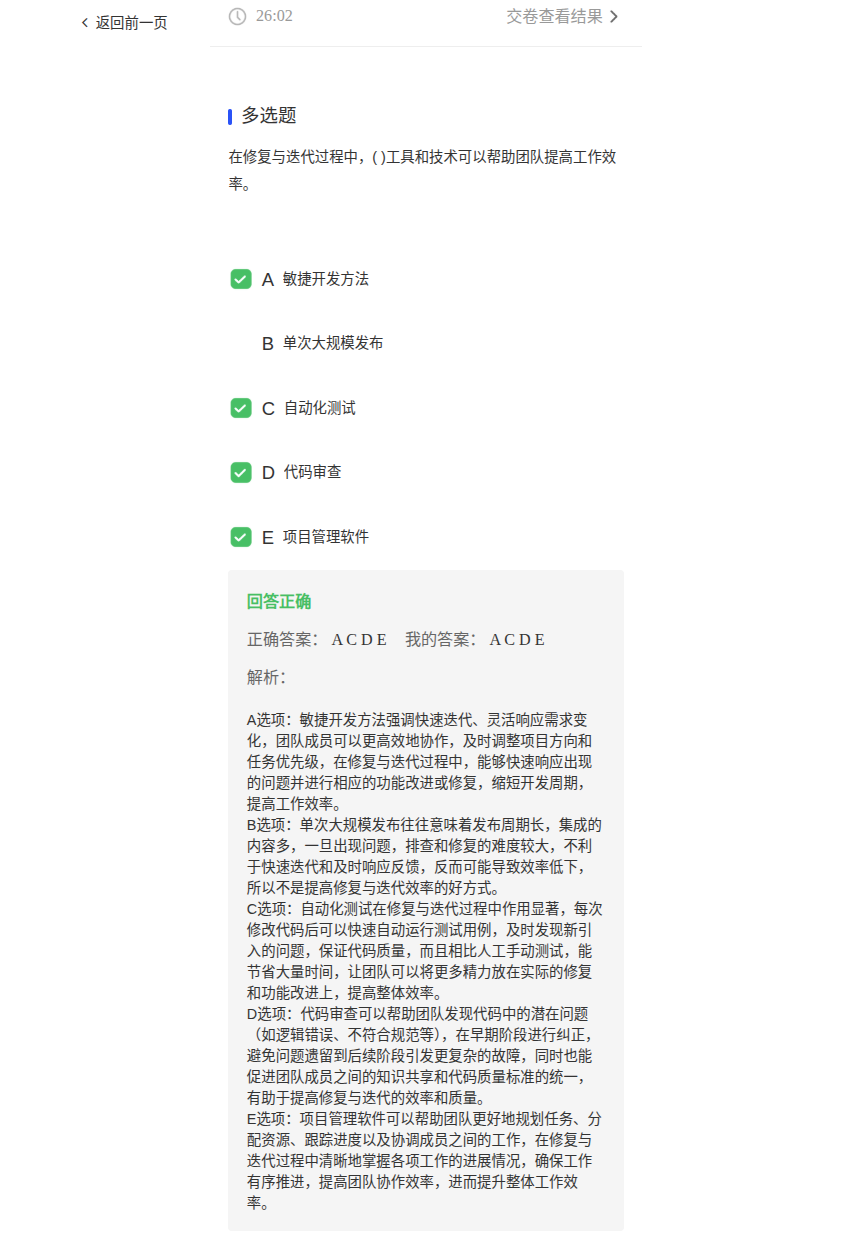 返回前一页
26:02
交卷查看结果
多选题
在修复与迭代过程中，( )工具和技术可以帮助团队提高工作效
率。
A 敏捷开发方法
B 单次大规模发布
C 自动化测试
D 代码审查
E 项目管理软件
回答正确
正确答案： A C D E 我的答案： A C D E
解析：
A选项：敏捷开发方法强调快速迭代、灵活响应需求变
化，团队成员可以更高效地协作，及时调整项目方向和
任务优先级，在修复与迭代过程中，能够快速响应出现
的问题并进行相应的功能改进或修复，缩短开发周期，
提高工作效率。
B选项：单次大规模发布往往意味着发布周期长，集成的
内容多，一旦出现问题，排查和修复的难度较大，不利
于快速迭代和及时响应反馈，反而可能导致效率低下，
所以不是提高修复与迭代效率的好方式。
C选项：自动化测试在修复与迭代过程中作用显著，每次
修改代码后可以快速自动运行测试用例，及时发现新引
入的问题，保证代码质量，而且相比人工手动测试，能
节省大量时间，让团队可以将更多精力放在实际的修复
和功能改进上，提高整体效率。
D选项：代码审查可以帮助团队发现代码中的潜在问题
（如逻辑错误、不符合规范等），在早期阶段进行纠正，
避免问题遗留到后续阶段引发更复杂的故障，同时也能
促进团队成员之间的知识共享和代码质量标准的统一，
有助于提高修复与迭代的效率和质量。
E选项：项目管理软件可以帮助团队更好地规划任务、分
配资源、跟踪进度以及协调成员之间的工作，在修复与
迭代过程中清晰地掌握各项工作的进展情况，确保工作
有序推进，提高团队协作效率，进而提升整体工作效
率。